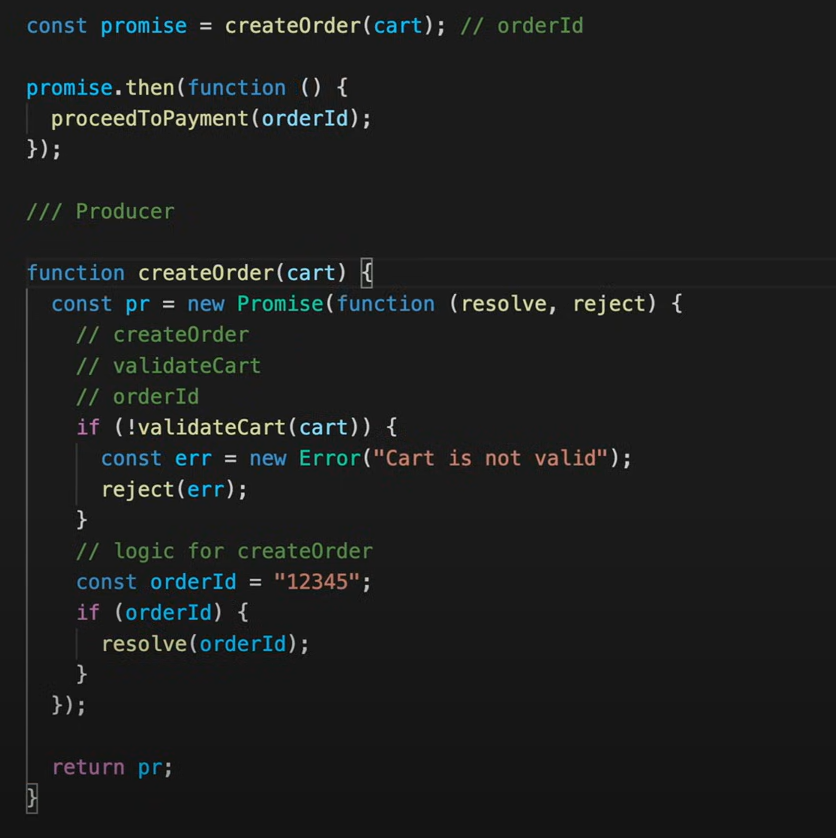 const promise = createOrder(cart); // orderId
promise.then(function () {
proceedToPayment(orderId);
});
/// Producer
function createOrder(cart) {
const pr = new Promise(function (resolve, reject) {
// createOrder
// validateCart
// orderId
if (!validateCart(cart)) {
const err = new Error("Cart is not valid");
reject(err);
}
// logic for createOrder
const orderId = "12345";
if (orderId) {
resolve(orderId);
}
});
return pr;
}